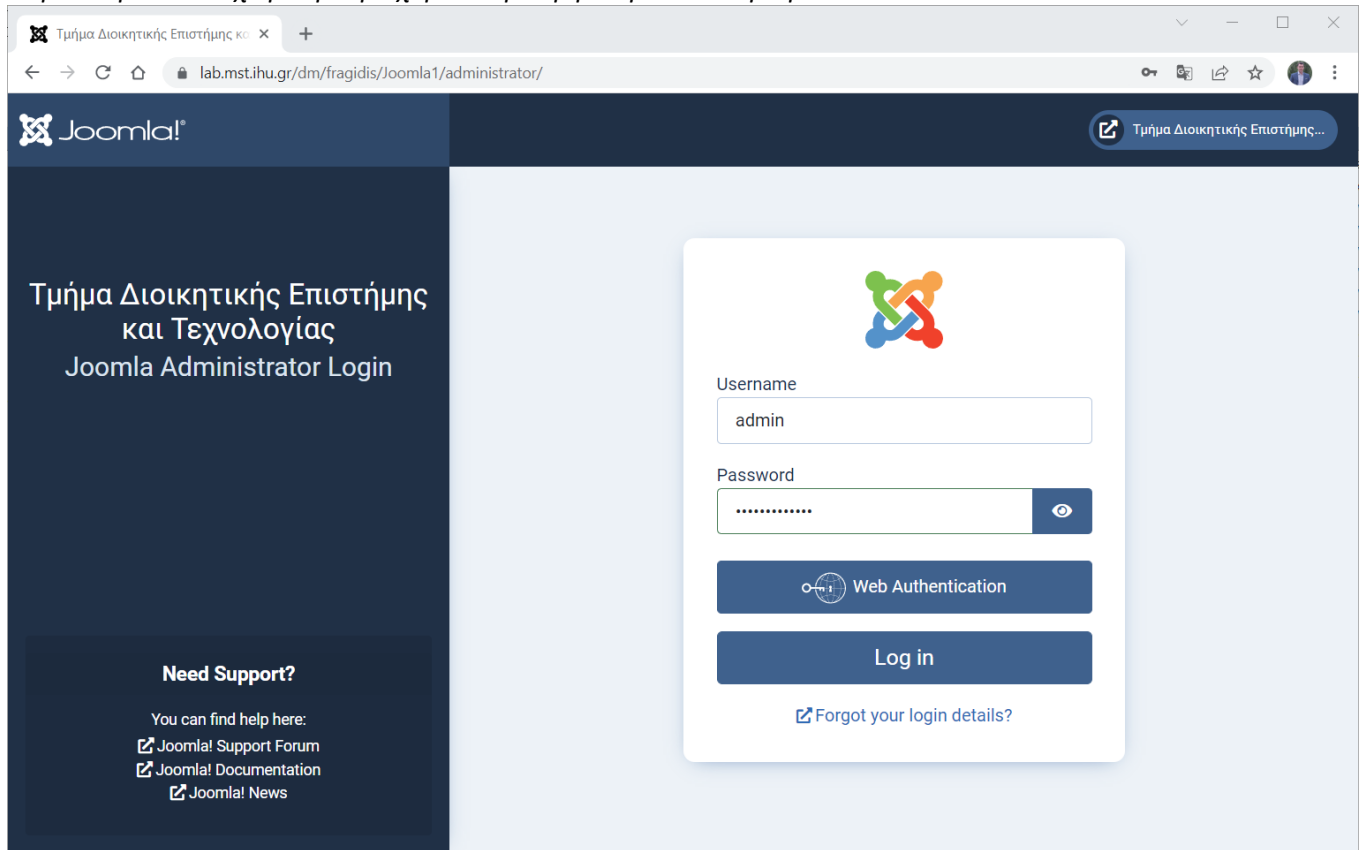 Τμήμα Διοικητικής Επιστήμης κο
lab.mst.ihu.gr/dm/fragidis/Joomla1/administrator/
Joomla!®
Τμήμα Διοικητικής Επιστήμης...
Τμήμα Διοικητικής Επιστήμης
και Τεχνολογίας
Joomla Administrator Login
Username
admin
Password
•••••••••••••
Web Authentication
Log in
Forgot your login details?
Need Support?
You can find help here:
Joomla! Support Forum
Joomla! Documentation
Joomla! News